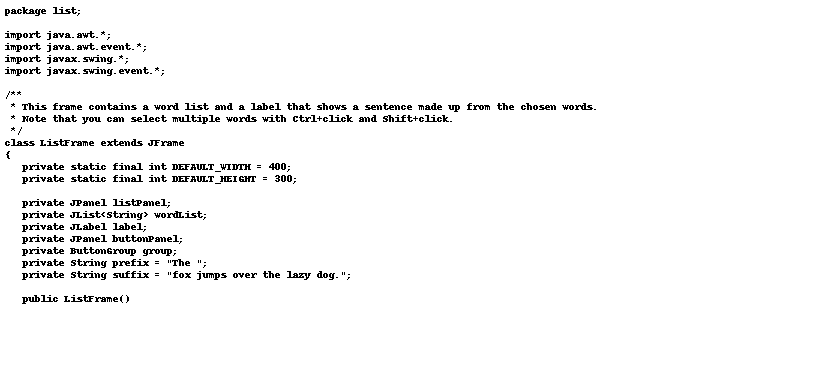 package list;

import java.awt.*;
import java.awt.event.*;
import javax.swing.*;
import javax.swing.event.*;

/**
 * This frame contains a word list and a label that shows a sentence made up from the chosen words.
 * Note that you can select multiple words with Ctrl+click and Shift+click.
 */
class ListFrame extends JFrame
{
   private static final int DEFAULT_WIDTH = 400;
   private static final int DEFAULT_HEIGHT = 300;

   private JPanel listPanel;
   private JList<String> wordList;
   private JLabel label;
   private JPanel buttonPanel;
   private ButtonGroup group;
   private String prefix = "The ";
   private String suffix = "fox jumps over the lazy dog.";

   public ListFrame()